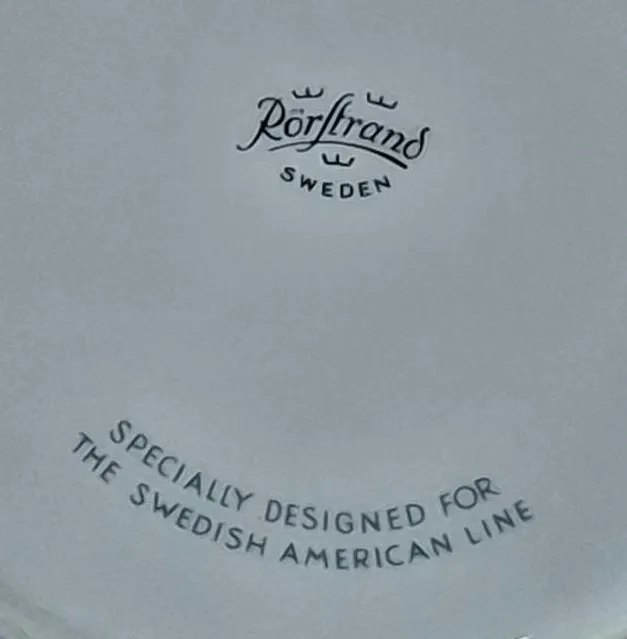 Rörstrand
SWEDEN
SPECIALLY DESIGNED FOR
THE SWEDISH AMERICAN LINE